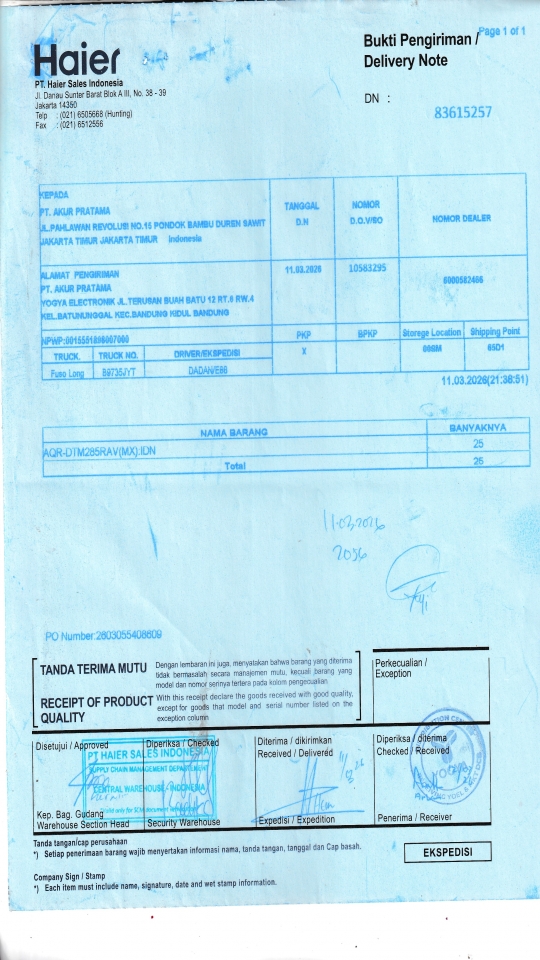 Page 1 of 1
Haier
PT. Haier Sales Indonesia
Jl. Danau Sunter Barat Blok A III, No. 38 - 39
Jakarta 14350
Telp : (021) 6505668 (Hunting)
Fax : (021) 6512556
Bukti Pengiriman /
Delivery Note
DN :
83615257
KEPADA
PT. AKUR PRATAMA
JL.PAHLAWAN REVOLUSI NO.15 PONDOK BAMBU DUREN SAWIT
JAKARTA TIMUR JAKARTA TIMUR Indonesia
TANGGAL
D.N
NOMOR
D.O.V/SO
NOMOR DEALER
ALAMAT PENGIRIMAN
PT. AKUR PRATAMA
YOGYA ELECTRONIK JL.TERUSAN BUAH BATU 12 RT.6 RW.4
KEL.BATUNUNGGAL KEC.BANDUNG KIDUL BANDUNG
11.03.2026
10583295
PKP BPKP Storege Location Shipping Point
X 65D1
TRUCK. TRUCK NO. DRIVER/EKSPEDISI
Fuso Long B9735JYT
11.03.2026(21:38:51)
NAMA BARANG BANYAKNYA
AQR-DTM285RAV(MX):IDN 25
Total 25
11.03.2026
2056
PO Number:2603055408609
TANDA TERIMA MUTU
Dengan lembaran ini juga, menyatakan bahwa barang yang diterima
tidak bermasalah secara manajemen mutu, kecuali barang yang
model dan nomor serinya tertera pada kolom pengecualian
RECEIPT OF PRODUCT
QUALITY
With this receipt declare the goods received with good quality,
except for goods that model and serial number listed on the
exception column
Perkecualian /
Exception
Disetujui / Approved
Diperiksa / Checked
Diterima / dikirimkan
Received / Delivered
Diperiksa / diterima
Checked / Received
PT HAIER SALES INDONESIA
SUPPLY CHAIN MANAGEMENT DEPARTEMENT
CENTRAL WAREHOUSE - INDONESIA
Kep. Bag. Gudang
Warehouse Section Head
Security Warehouse
Expedisi / Expedition
Penerima / Receiver
Tanda tangan/cap perusahaan
*) Setiap penerimaan barang wajib menyertakan informasi nama, tanda tangan, tanggal dan Cap basah.
EKSPEDISI
Company Sign / Stamp
*) Each item must include name, signature, date and wet stamp information.